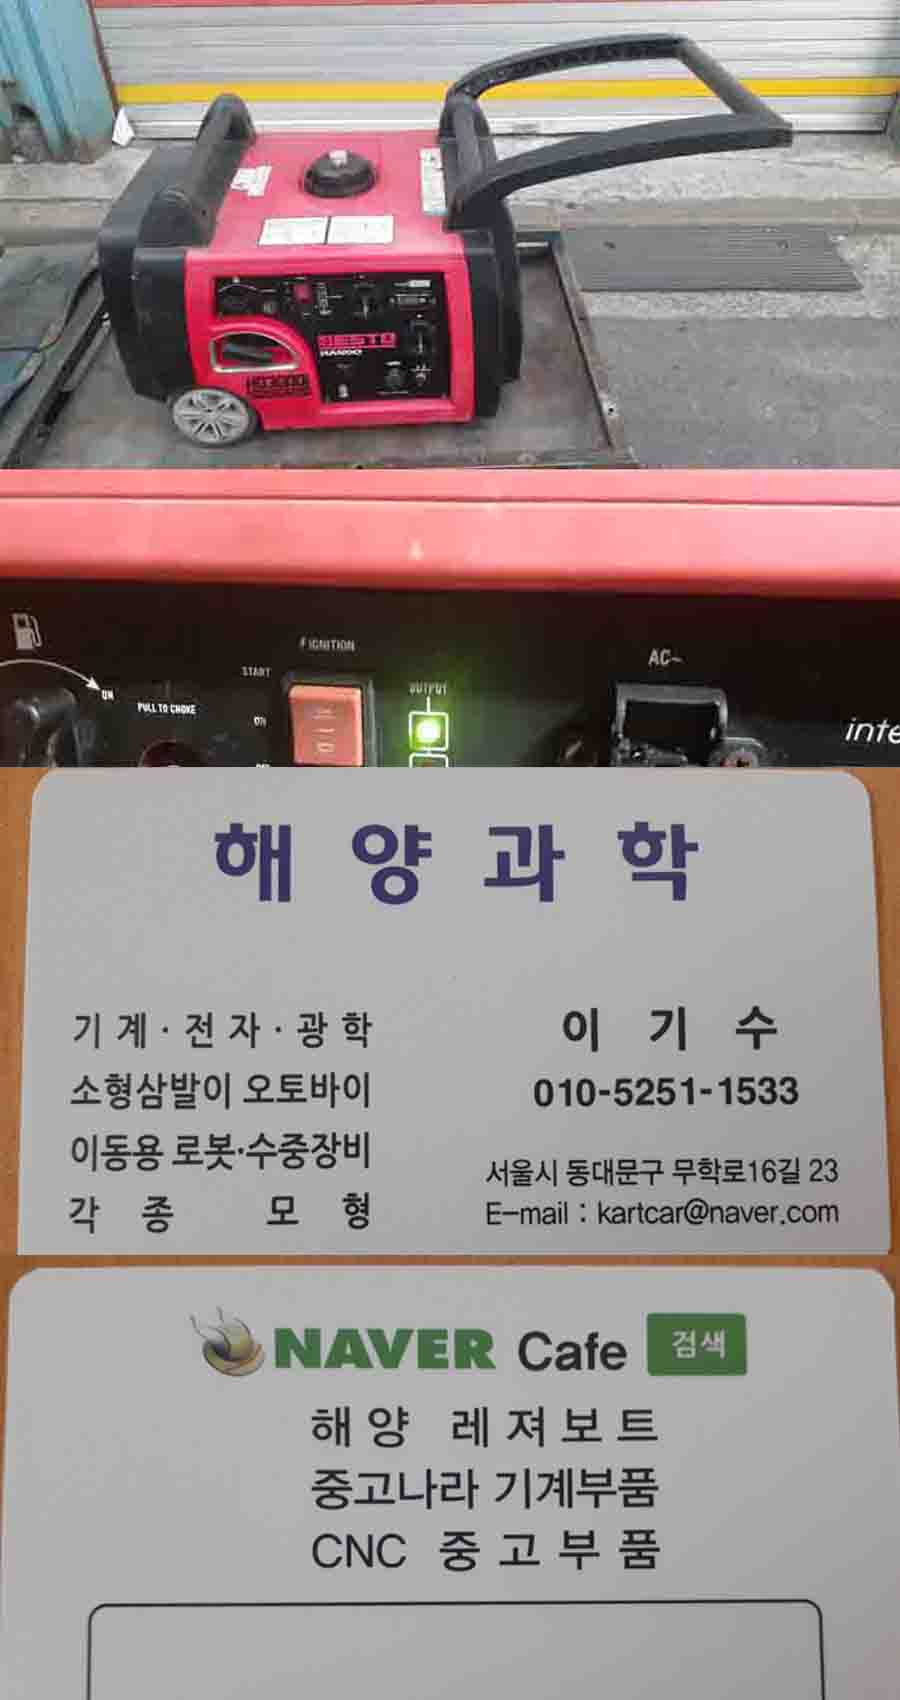 BESTO
F IGNITION
START
ON
ON
PULL TO CHOKE
OUTPUT
AC~
inte
해양과학
기계·전자·광학
소형삼발이 오토바이
이동용 로봇·수중장비
각종 모형
이기수
010-5251-1533
서울시 동대문구 무학로16길 23
E-mail : kartcar@naver.com
NAVER Cafe 검색
해양 레져보트
중고나라 기계부품
CNC 중고부품